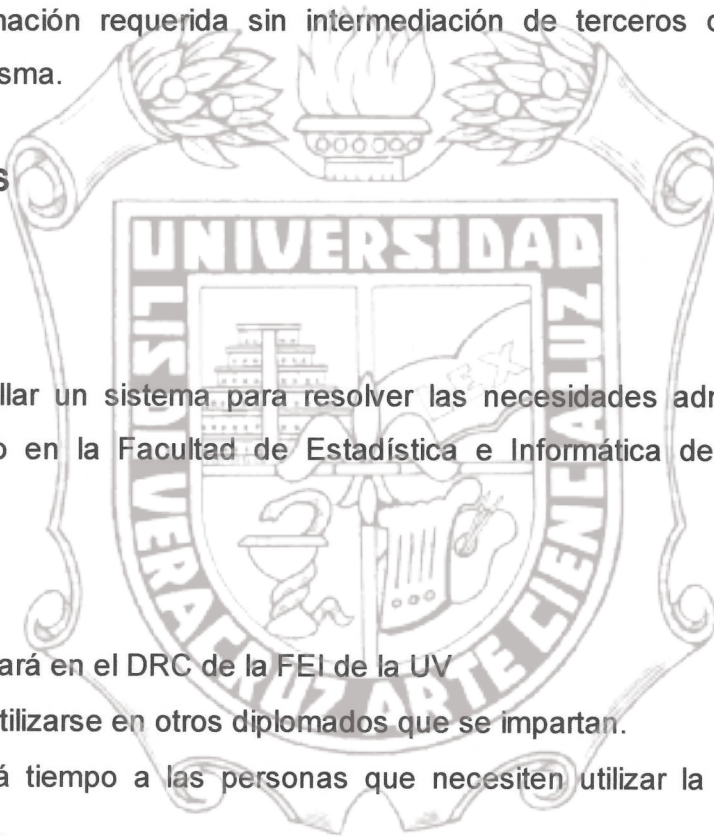 mación requerida sin intermediación de terceros
isma.
s
UNIVERSIDAD
LIS DE VERACRUZ ARTE CIENCIA LUZ
TEX
llar un sistema para resolver las necesidades adr
o en la Facultad de Estadística e Informática de
ará en el DRC de la FEI de la UV
tilizarse en otros diplomados que se impartan.
á tiempo a las personas que necesiten utilizar la